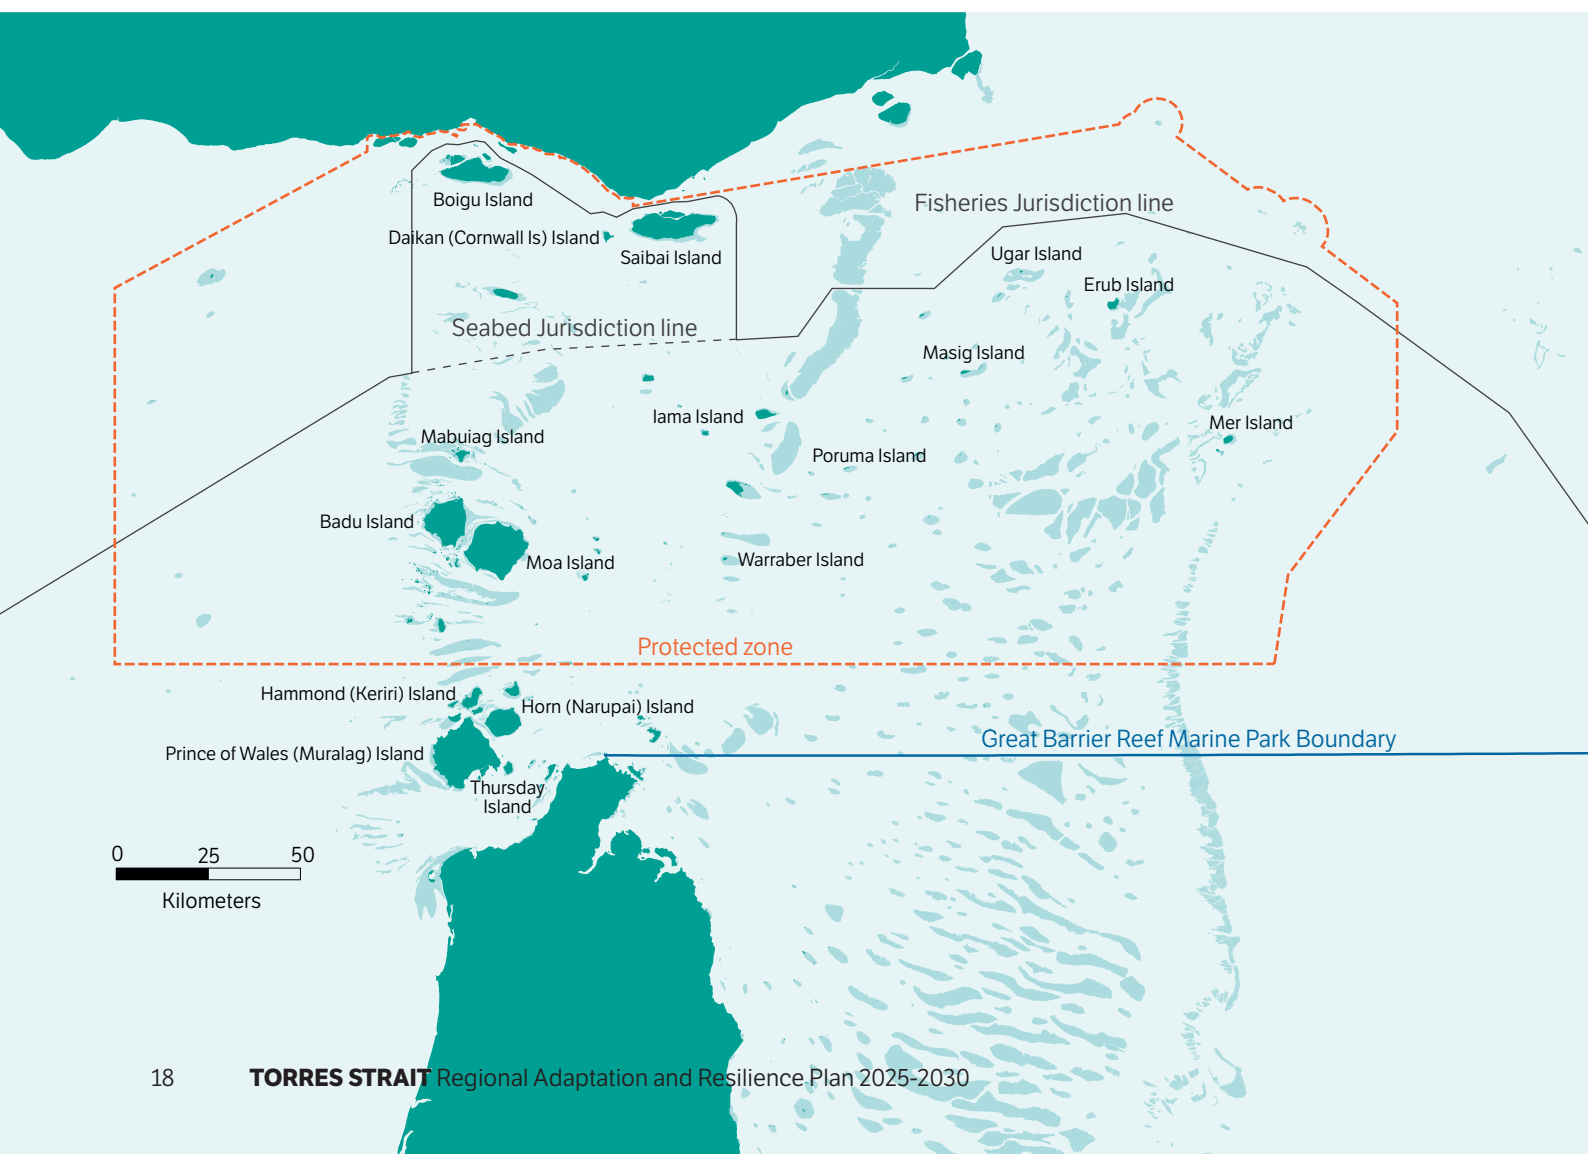 Boigu Island
Fisheries Jurisdiction line
Daikan (Cornwall Is) Island
Saibai Island
Ugar Island
Erub Island
Seabed Jurisdiction line
Masig Island
Iama Island
Mabuiag Island
Mer Island
Poruma Island
Badu Island
Moa Island
Warraber Island
Protected zone
Hammond (Keriri) Island
Horn (Narupai) Island
Great Barrier Reef Marine Park Boundary
Prince of Wales (Muralag) Island
Thursday
Island
0 25 50
Kilometers
18 TORRES STRAIT Regional Adaptation and Resilience Plan 2025-2030